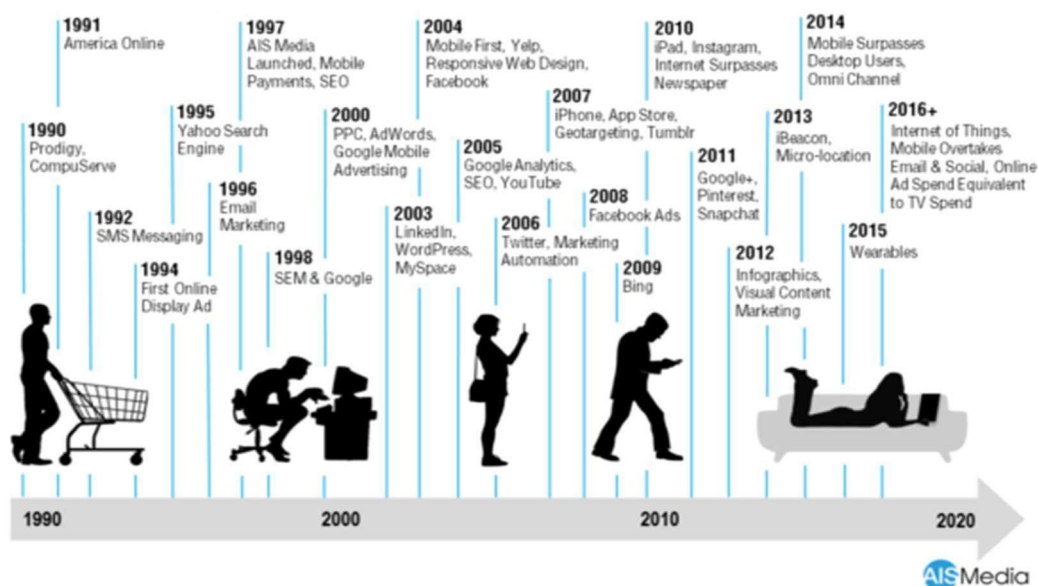 1990
Prodigy,
CompuServe
1991
America Online
1992
SMS Messaging
1994
First Online
Display Ad
1995
Yahoo Search
Engine
1996
Email
Marketing
1997
AIS Media
Launched, Mobile
Payments, SEO
1998
SEM & Google
2000
PPC, AdWords,
Google Mobile
Advertising
2003
LinkedIn,
WordPress,
MySpace
2004
Mobile First, Yelp,
Responsive Web Design,
Facebook
2005
Google Analytics,
SEO, YouTube
2006
Twitter, Marketing
Automation
2007
iPhone, App Store,
Geotargeting, Tumblr
2008
Facebook Ads
2009
Bing
2010
iPad, Instagram,
Internet Surpasses
Newspaper
2011
Google+,
Pinterest,
Snapchat
2012
Infographics,
Visual Content
Marketing
2013
iBeacon,
Micro-location
2014
Mobile Surpasses
Desktop Users,
Omni Channel
2015
Wearables
2016+
Internet of Things,
Mobile Overtakes
Email & Social, Online
Ad Spend Equivalent
to TV Spend
1990 2000 2010 2020
AISMedia